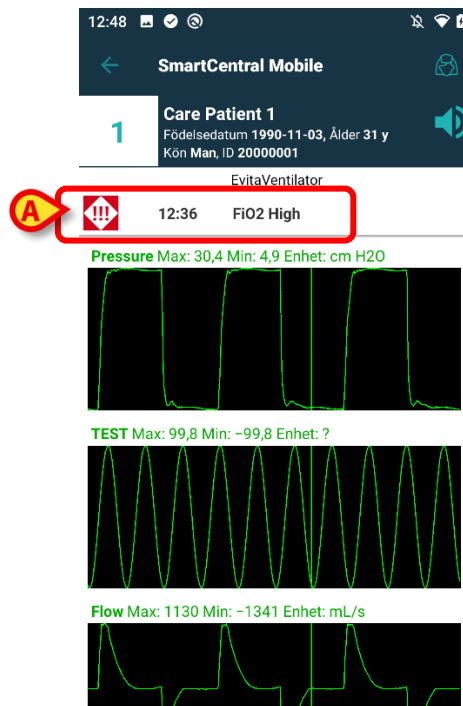 12:48
SmartCentral Mobile
1
Care Patient 1
Födelsedatum 1990-11-03, Ålder 31 y
Kön Man, ID 20000001
EvitaVentilator
A
!!! 12:36 FiO2 High
Pressure Max: 30,4 Min: 4,9 Enhet: cm H2O
TEST Max: 99,8 Min: −99,8 Enhet: ?
Flow Max: 1130 Min: −1341 Enhet: mL/s